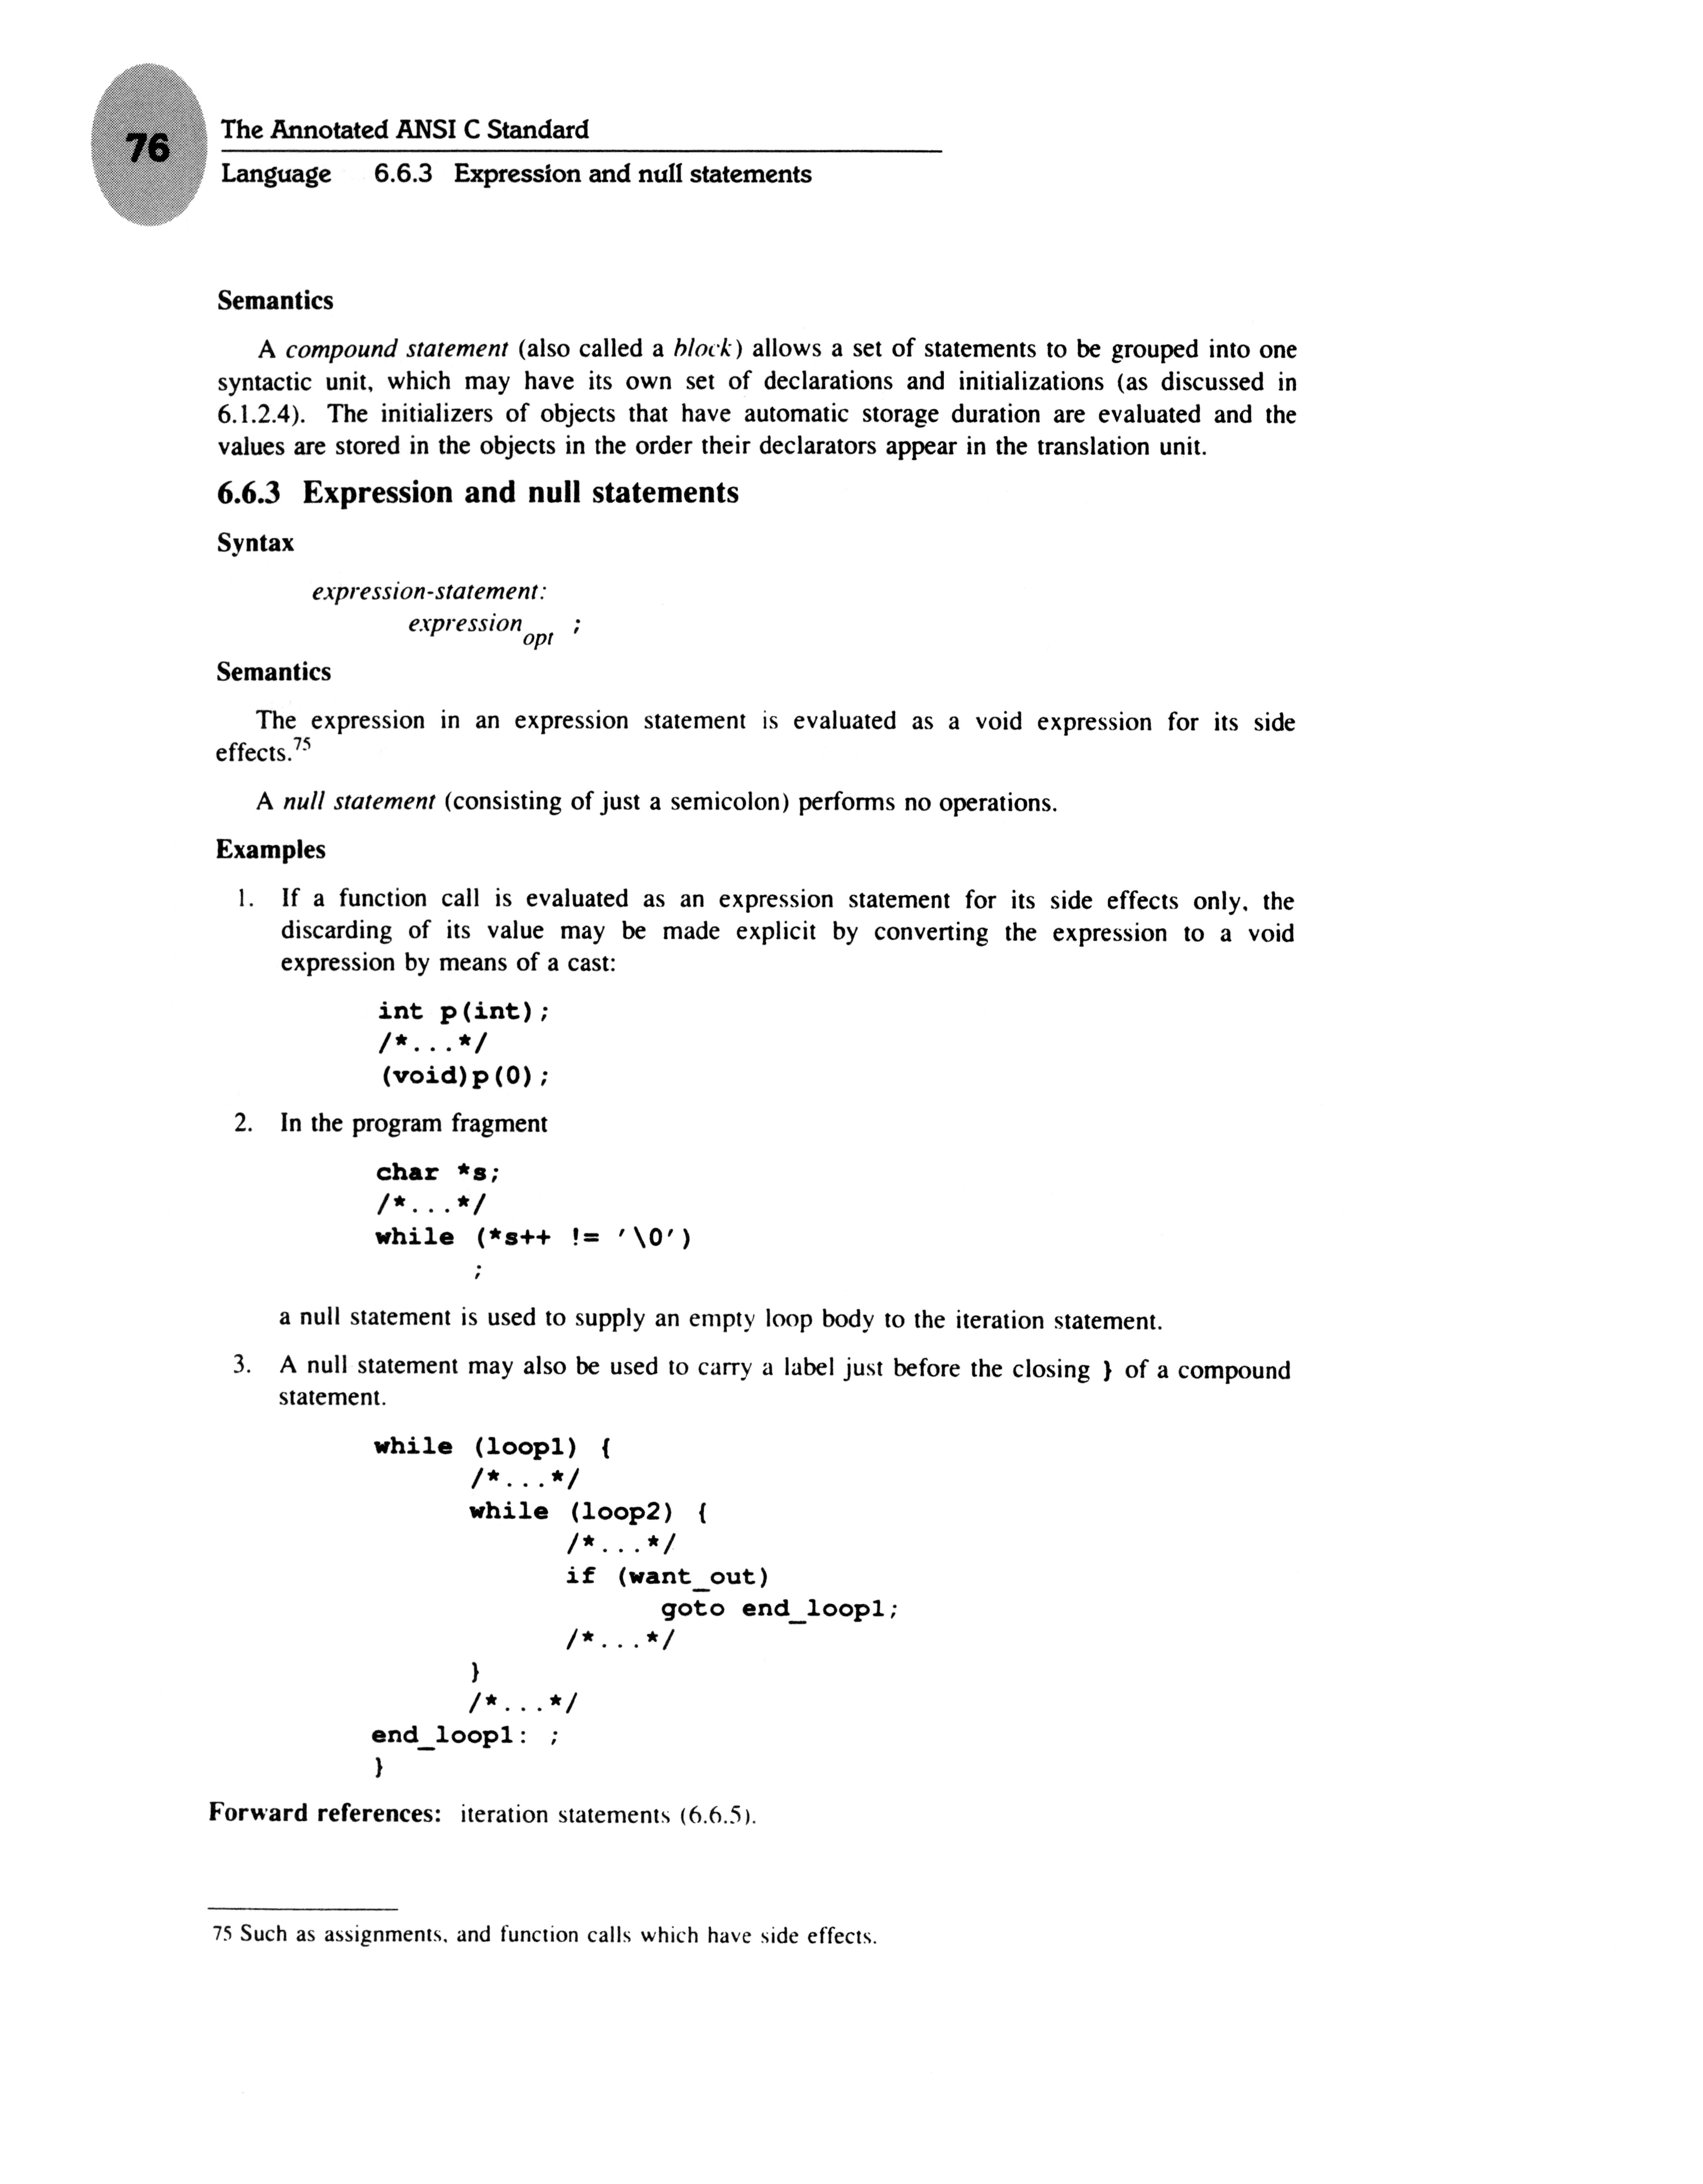 76
The Annotated ANSI C Standard
Language 6.6.3 Expression and null statements
Semantics
A compound statement (also called a block) allows a set of statements to be grouped into one
syntactic unit, which may have its own set of declarations and initializations (as discussed in
6.1.2.4). The initializers of objects that have automatic storage duration are evaluated and the
values are stored in the objects in the order their declarators appear in the translation unit.
6.6.3 Expression and null statements
Syntax
expression-statement:
expression opt ;
Semantics
The expression in an expression statement is evaluated as a void expression for its side
effects.75
A null statement (consisting of just a semicolon) performs no operations.
Examples
1. If a function call is evaluated as an expression statement for its side effects only, the
discarding of its value may be made explicit by converting the expression to a void
expression by means of a cast:
int p(int);
/*...*/
(void)p(0);
2. In the program fragment
char *s;
/*...*/
while (*s++ != '\0')
;
a null statement is used to supply an empty loop body to the iteration statement.
3. A null statement may also be used to carry a label just before the closing } of a compound
statement.
while (loop1) {
/*...*/
while (loop2) {
/*...*/
if (want_out)
goto end_loop1;
/*...*/
}
/*...*/
end_loop1: ;
}
Forward references: iteration statements (6.6.5).
75 Such as assignments, and function calls which have side effects.